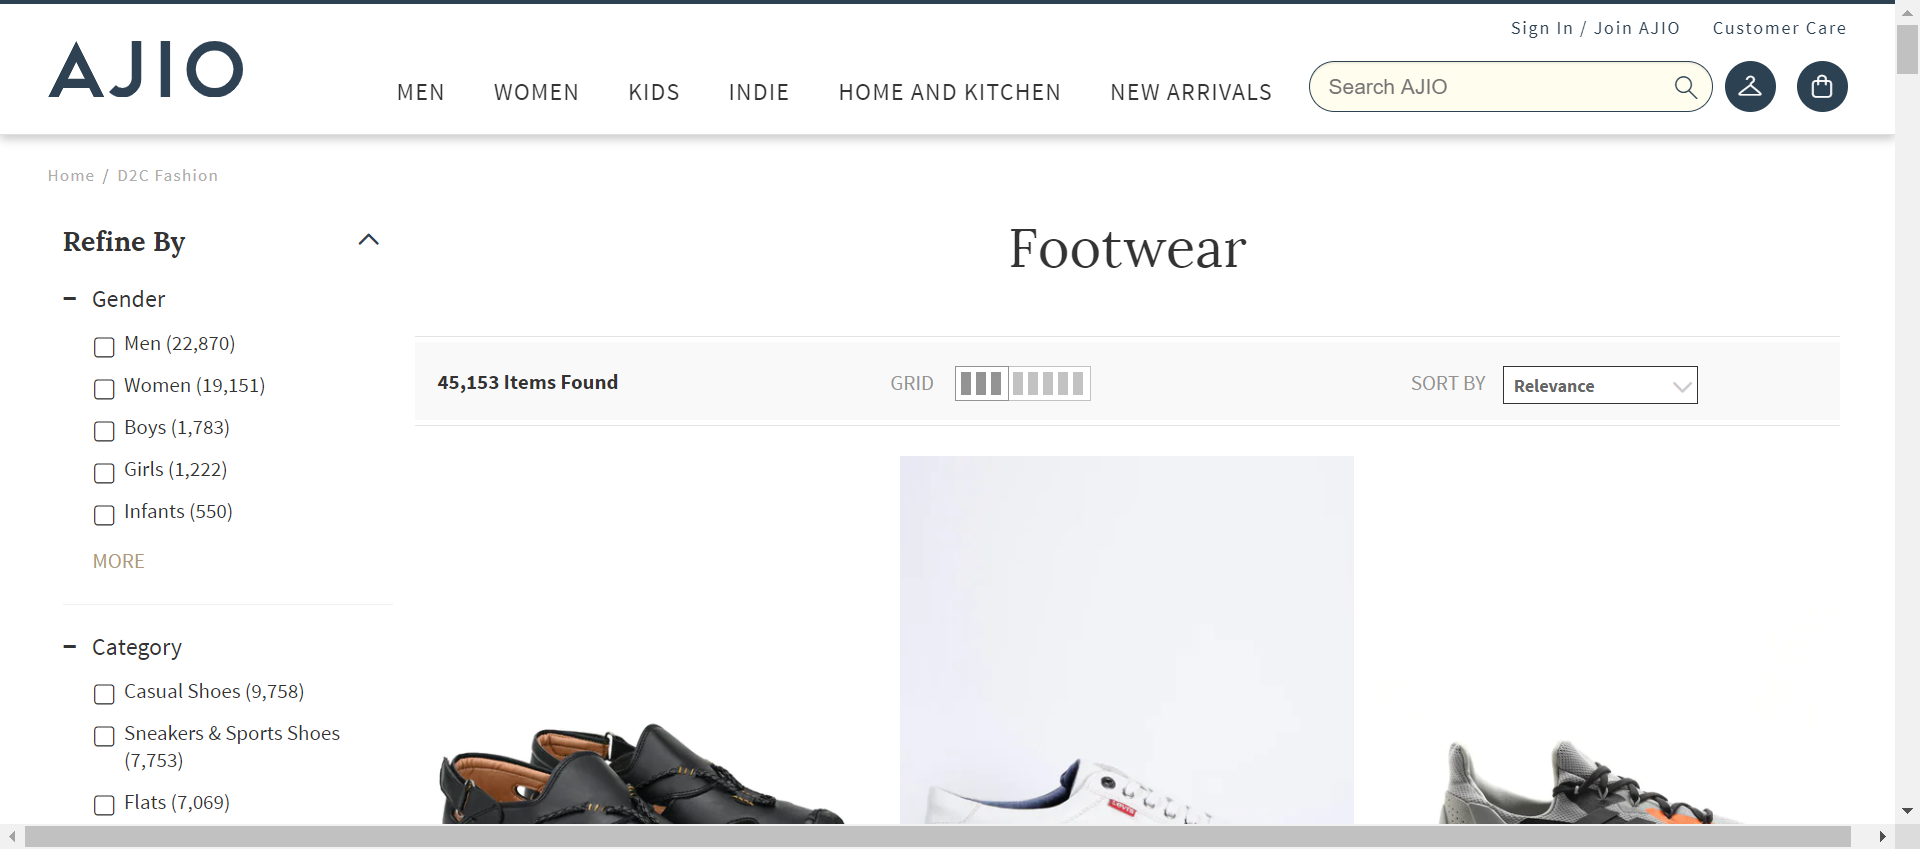 Sign In / Join AJIO
Customer Care
AJIO
MEN
WOMEN
KIDS
INDIE
HOME AND KITCHEN
NEW ARRIVALS
Search AJIO
Home / D2C Fashion
Refine By
Footwear
Gender
Men (22,870)
Women (19,151)
Boys (1,783)
Girls (1,222)
Infants (550)
MORE
45,153 Items Found
GRID
SORT BY
Relevance
Category
Casual Shoes (9,758)
Sneakers & Sports Shoes
(7,753)
Flats (7,069)
Levi's